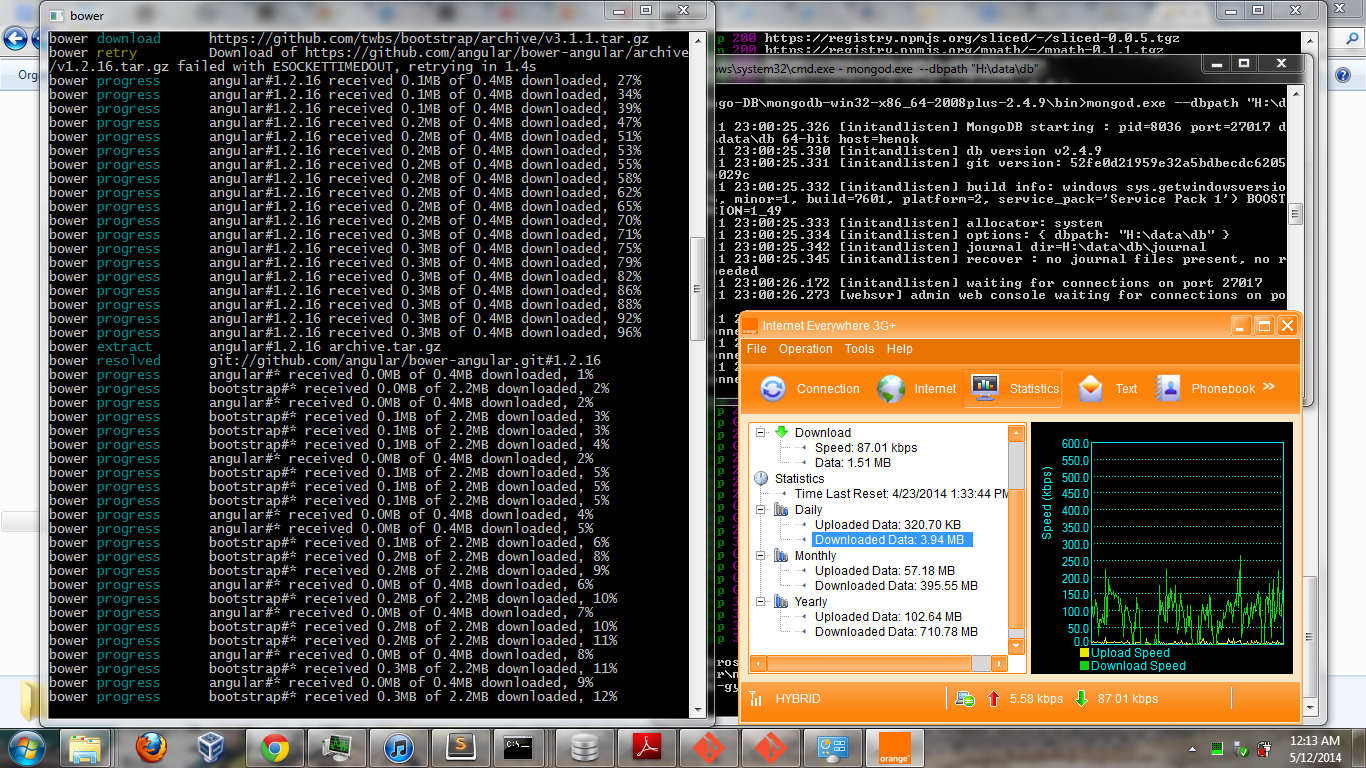 bower
bower download https://github.com/twbs/bootstrap/archive/v3.1.1.tar.gz
bower retry Download of https://github.com/angular/bower-angular/archive
/v1.2.16.tar.gz failed with ESOCKETTIMEDOUT, retrying in 1.4s
bower progress angular#1.2.16 received 0.1MB of 0.4MB downloaded, 27%
bower progress angular#1.2.16 received 0.1MB of 0.4MB downloaded, 34%
bower progress angular#1.2.16 received 0.1MB of 0.4MB downloaded, 39%
bower progress angular#1.2.16 received 0.2MB of 0.4MB downloaded, 47%
bower progress angular#1.2.16 received 0.2MB of 0.4MB downloaded, 51%
bower progress angular#1.2.16 received 0.2MB of 0.4MB downloaded, 53%
bower progress angular#1.2.16 received 0.2MB of 0.4MB downloaded, 55%
bower progress angular#1.2.16 received 0.2MB of 0.4MB downloaded, 58%
bower progress angular#1.2.16 received 0.2MB of 0.4MB downloaded, 62%
bower progress angular#1.2.16 received 0.2MB of 0.4MB downloaded, 65%
bower progress angular#1.2.16 received 0.2MB of 0.4MB downloaded, 70%
bower progress angular#1.2.16 received 0.3MB of 0.4MB downloaded, 71%
bower progress angular#1.2.16 received 0.3MB of 0.4MB downloaded, 75%
bower progress angular#1.2.16 received 0.3MB of 0.4MB downloaded, 79%
bower progress angular#1.2.16 received 0.3MB of 0.4MB downloaded, 82%
bower progress angular#1.2.16 received 0.3MB of 0.4MB downloaded, 86%
bower progress angular#1.2.16 received 0.3MB of 0.4MB downloaded, 88%
bower progress angular#1.2.16 received 0.3MB of 0.4MB downloaded, 92%
bower progress angular#1.2.16 received 0.3MB of 0.4MB downloaded, 96%
bower extract angular#1.2.16 archive.tar.gz
bower resolved git://github.com/angular/bower-angular.git#1.2.16
bower progress angular#* received 0.0MB of 0.4MB downloaded, 1%
bower progress bootstrap#* received 0.0MB of 2.2MB downloaded, 2%
bower progress angular#* received 0.0MB of 0.4MB downloaded, 2%
bower progress bootstrap#* received 0.1MB of 2.2MB downloaded, 3%
bower progress bootstrap#* received 0.1MB of 2.2MB downloaded, 3%
bower progress bootstrap#* received 0.1MB of 2.2MB downloaded, 4%
bower progress angular#* received 0.0MB of 0.4MB downloaded, 2%
bower progress bootstrap#* received 0.1MB of 2.2MB downloaded, 5%
bower progress bootstrap#* received 0.1MB of 2.2MB downloaded, 5%
bower progress bootstrap#* received 0.1MB of 2.2MB downloaded, 5%
bower progress angular#* received 0.0MB of 0.4MB downloaded, 4%
bower progress angular#* received 0.0MB of 0.4MB downloaded, 5%
bower progress bootstrap#* received 0.1MB of 2.2MB downloaded, 6%
bower progress bootstrap#* received 0.2MB of 2.2MB downloaded, 8%
bower progress bootstrap#* received 0.2MB of 2.2MB downloaded, 9%
bower progress angular#* received 0.0MB of 0.4MB downloaded, 6%
bower progress bootstrap#* received 0.2MB of 2.2MB downloaded, 10%
bower progress angular#* received 0.0MB of 0.4MB downloaded, 7%
bower progress bootstrap#* received 0.2MB of 2.2MB downloaded, 10%
bower progress bootstrap#* received 0.2MB of 2.2MB downloaded, 11%
bower progress angular#* received 0.0MB of 0.4MB downloaded, 8%
bower progress bootstrap#* received 0.3MB of 2.2MB downloaded, 11%
bower progress angular#* received 0.0MB of 0.4MB downloaded, 9%
bower progress bootstrap#* received 0.3MB of 2.2MB downloaded, 12%
Org
p 200 https://registry.npmjs.org/sliced/-/sliced-0.0.5.tgz
p 200 https://registry.npmjs.org/mpath/-/mpath-0.1.1.tgz
ows\system32\cmd.exe - mongod.exe --dbpath "H:\data\db"
ngo-DB\mongodb-win32-x86_64-2008plus-2.4.9\bin>mongod.exe --dbpath "H:\d
11 23:00:25.326 [initandlisten] MongoDB starting : pid=8036 port=27017 d
\data\db 64-bit host=henok
11 23:00:25.330 [initandlisten] db version v2.4.9
11 23:00:25.331 [initandlisten] git version: 52fe0d21959e32a5bdbecdc6205
029c
11 23:00:25.332 [initandlisten] build info: windows sys.getwindowsversio
, minor=1, build=7601, platform=2, service_pack='Service Pack 1') BOOST
ION=1_49
11 23:00:25.333 [initandlisten] allocator: system
11 23:00:25.334 [initandlisten] options: { dbpath: "H:\data\db" }
11 23:00:25.342 [initandlisten] journal dir=H:\data\db\journal
11 23:00:25.345 [initandlisten] recover : no journal files present, no r
needed
11 23:00:26.172 [initandlisten] waiting for connections on port 27017
11 23:00:26.273 [websvr] admin web console waiting for connections on po
Internet Everywhere 3G+
File Operation Tools Help
Connection Internet Statistics Text Phonebook »
Download
Speed: 87.01 kbps
Data: 1.51 MB
Statistics
Time Last Reset: 4/23/2014 1:33:44 PM
Daily
Uploaded Data: 320.70 KB
Downloaded Data: 3.94 MB
Monthly
Uploaded Data: 57.18 MB
Downloaded Data: 395.55 MB
Yearly
Uploaded Data: 102.64 MB
Downloaded Data: 710.78 MB
Speed (kbps)
600.0
550.0
500.0
450.0
400.0
350.0
300.0
250.0
200.0
150.0
100.0
50.0
0.0
Upload Speed
Download Speed
HYBRID 5.58 kbps 87.01 kbps
orange
12:13 AM
5/12/2014